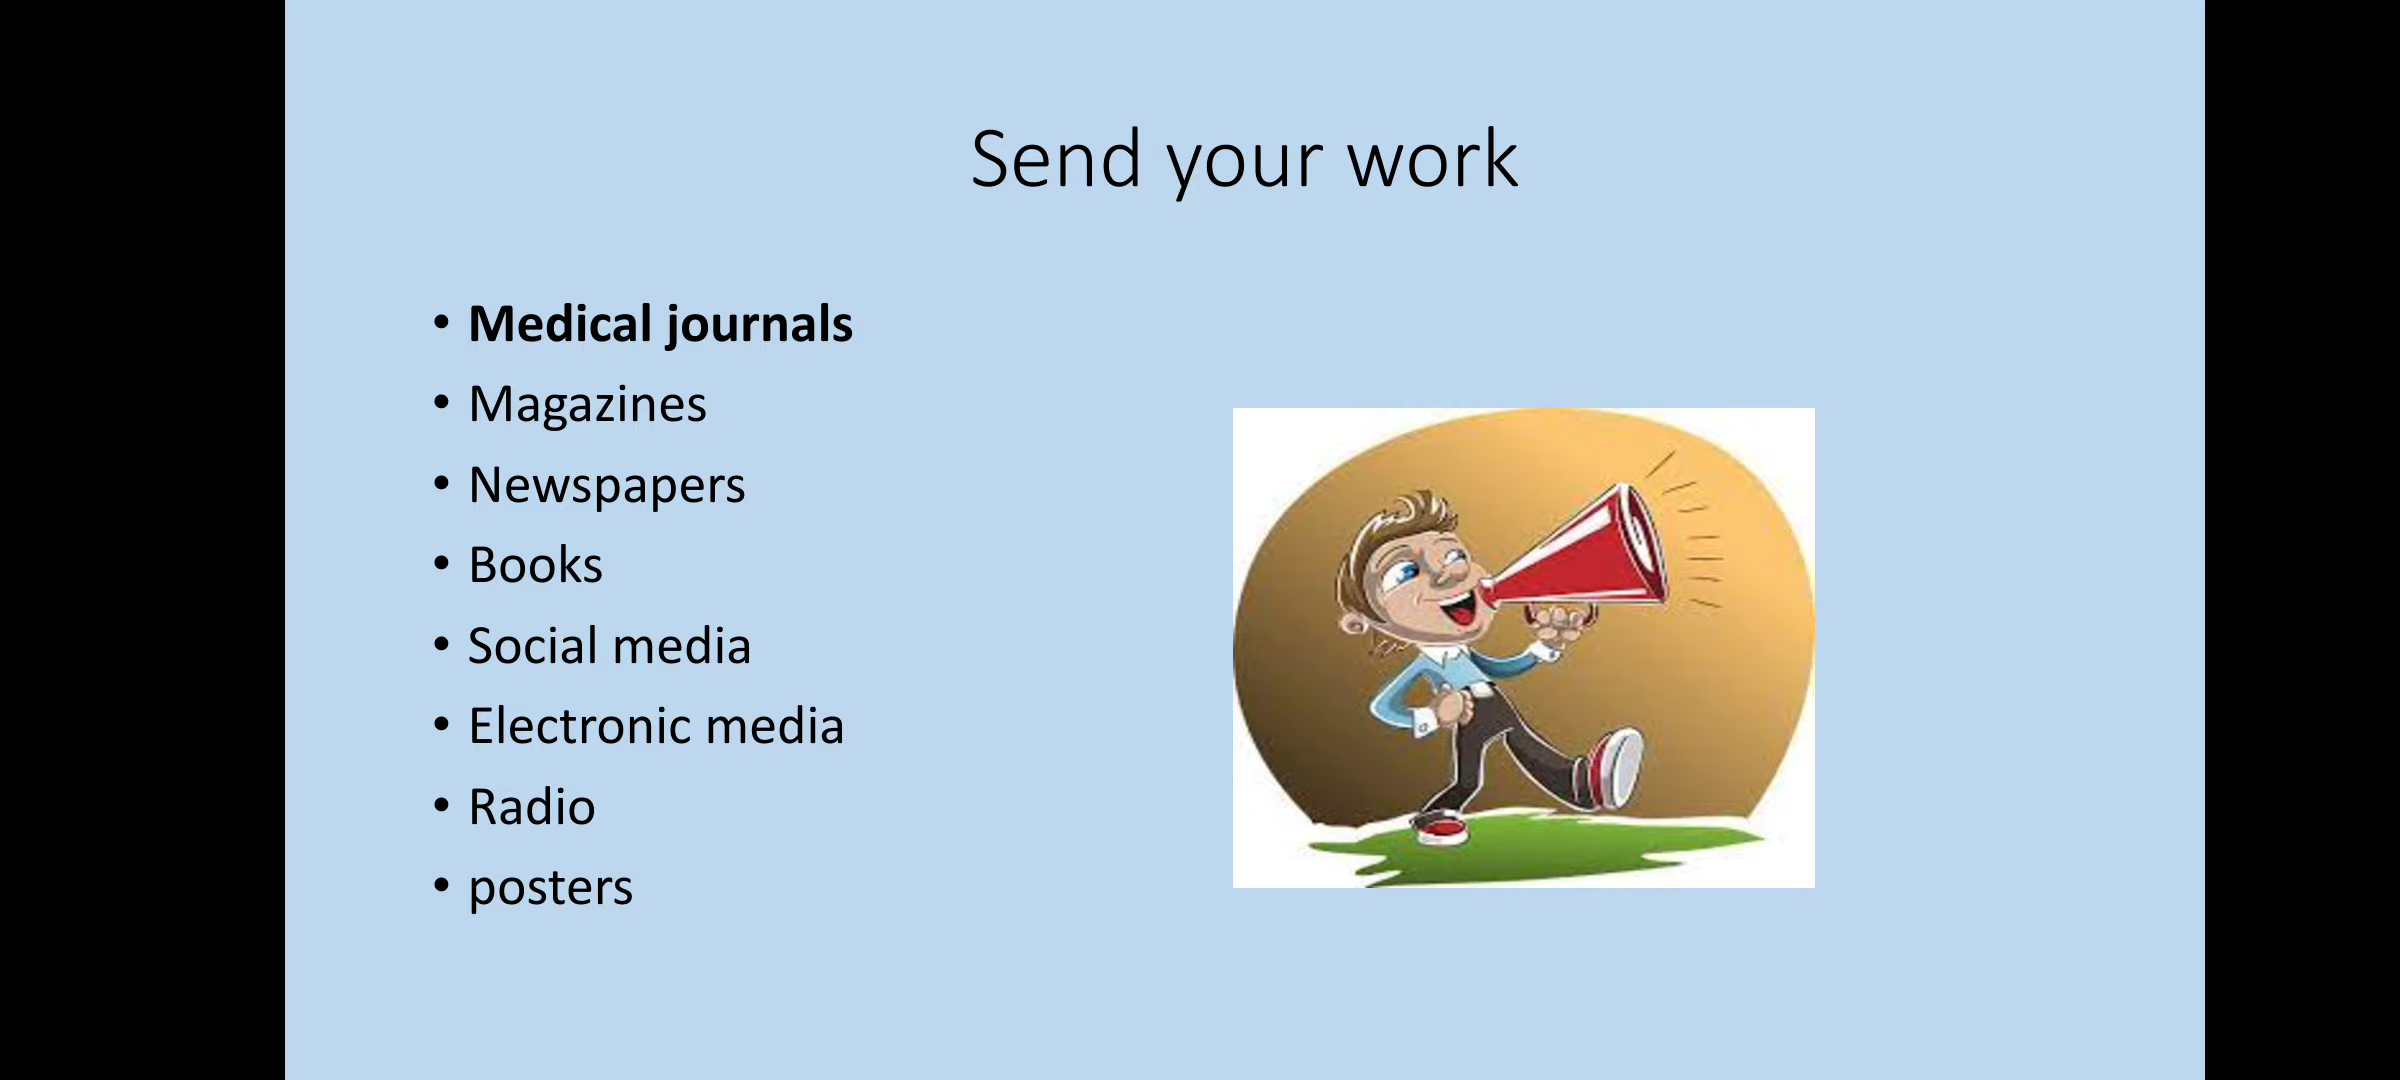 Send your work
• Medical journals
• Magazines
• Newspapers
• Books
• Social media
• Electronic media
• Radio
• posters